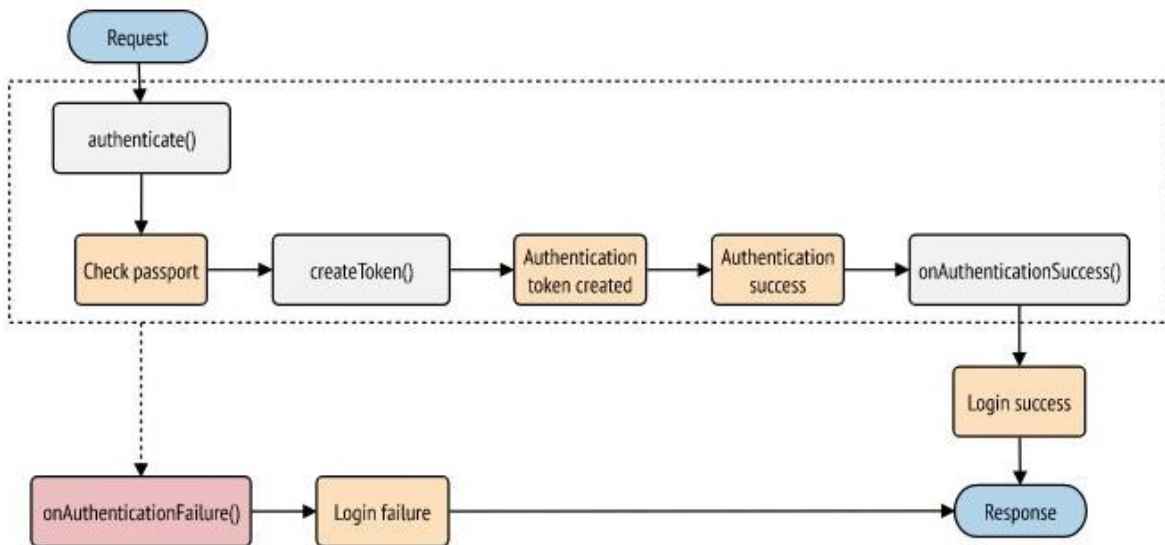 Request
authenticate()
Check passport
createToken()
Authentication
token created
Authentication
success
onAuthenticationSuccess()
Login success
onAuthenticationFailure()
Login failure
Response